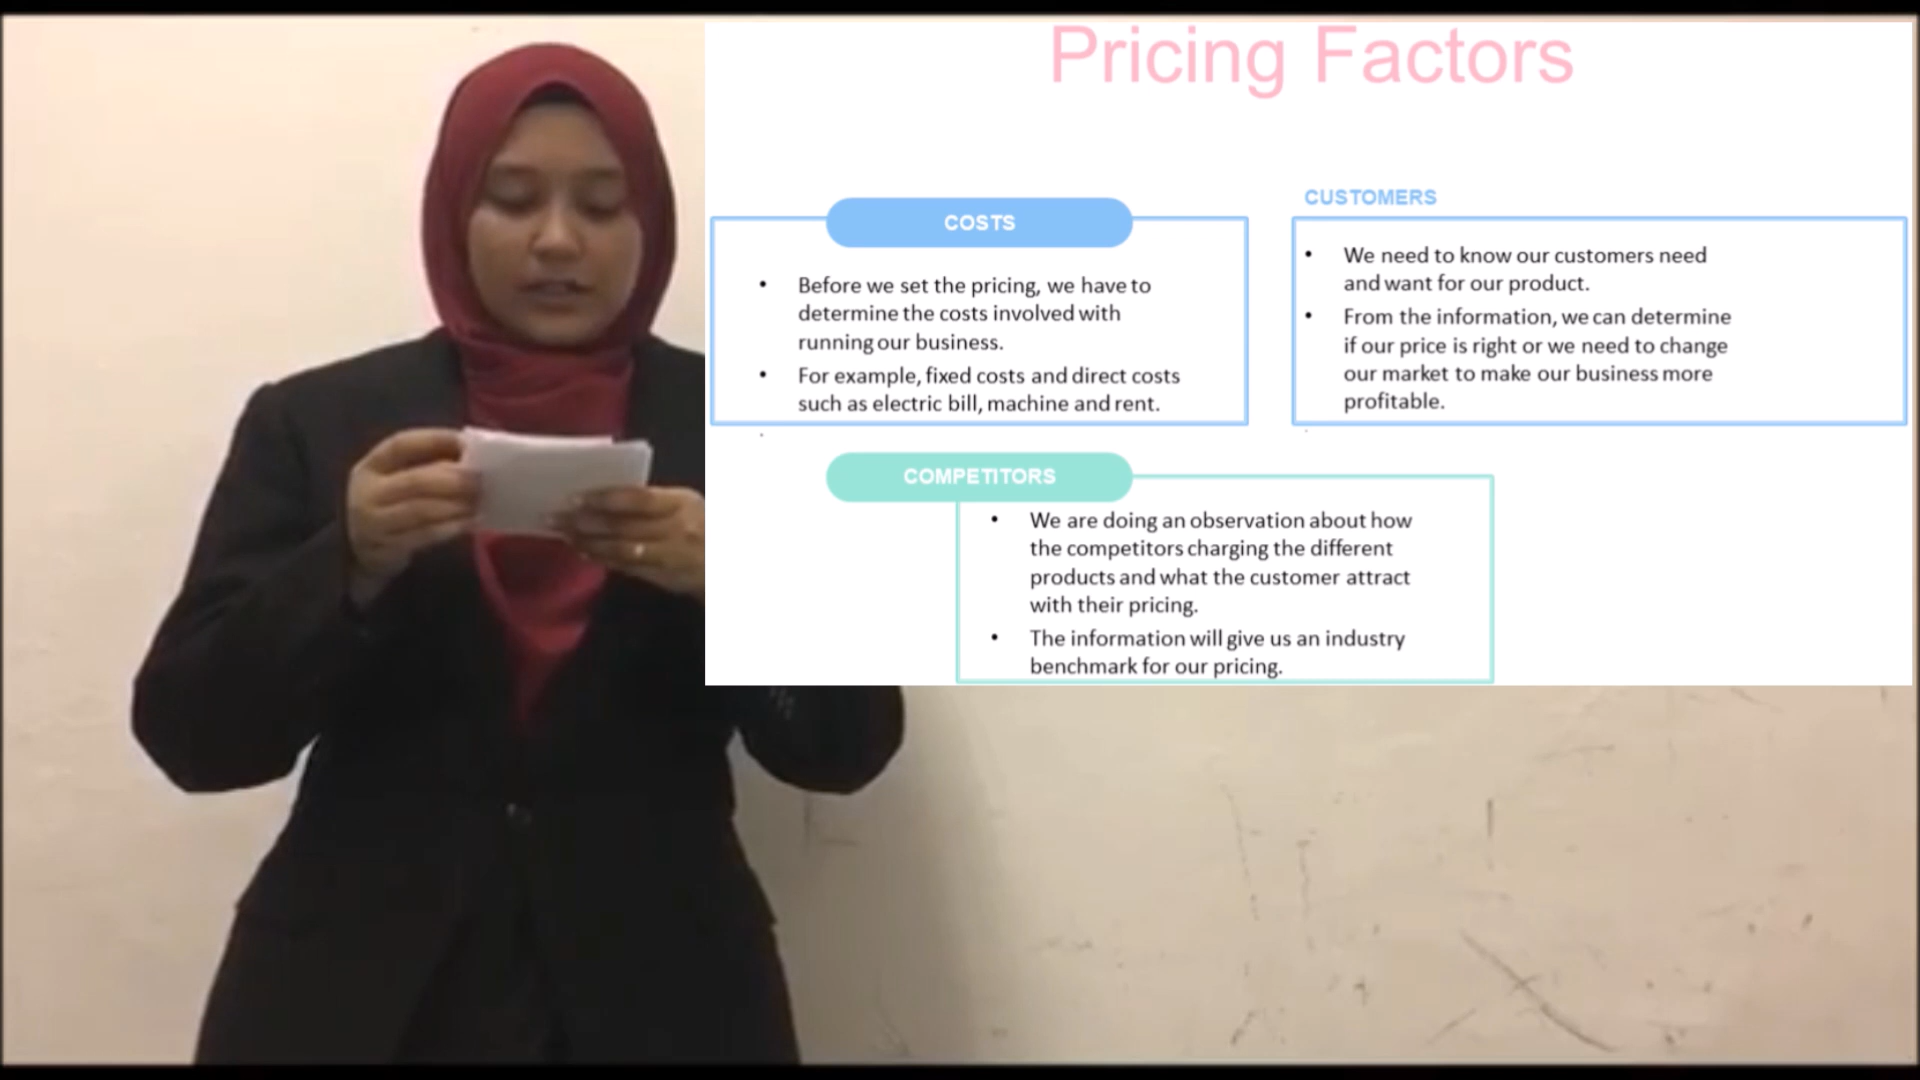 Pricing Factors
COSTS
• Before we set the pricing, we have to
determine the costs involved with
running our business.
• For example, fixed costs and direct costs
such as electric bill, machine and rent.
.
CUSTOMERS
• We need to know our customers need
and want for our product.
• From the information, we can determine
if our price is right or we need to change
our market to make our business more
profitable.
.
COMPETITORS
• We are doing an observation about how
the competitors charging the different
products and what the customer attract
with their pricing.
• The information will give us an industry
benchmark for our pricing.